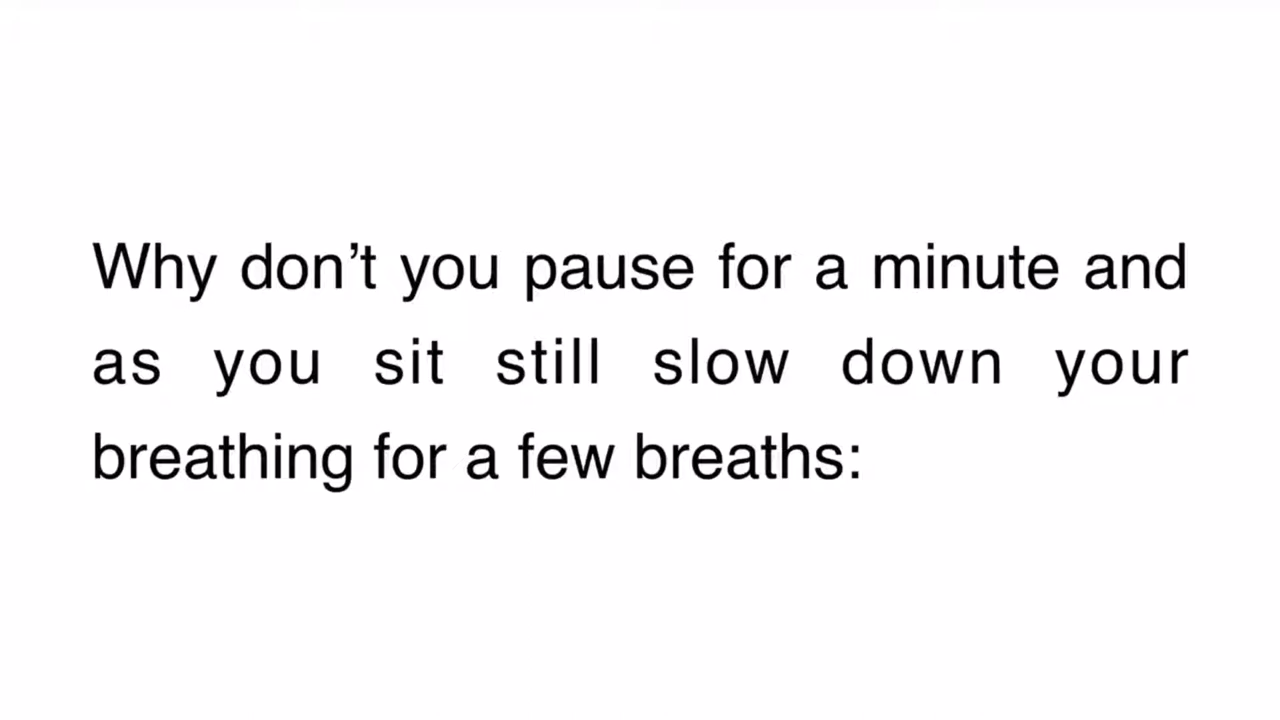 Why don’t you pause for a minute and
as you sit still slow down your
breathing for a few breaths: